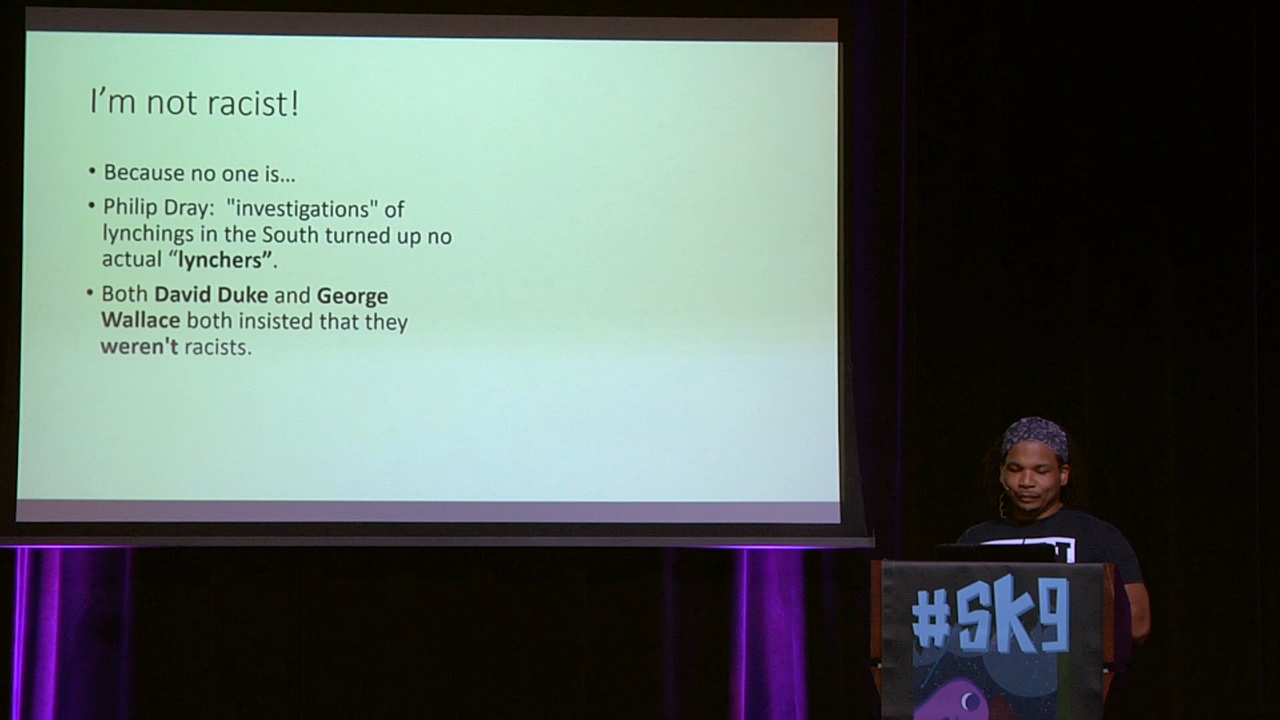 I'm not racist!
• Because no one is...
• Philip Dray:  "investigations" of
lynchings in the South turned up no
actual “lynchers”.
• Both David Duke and George
Wallace both insisted that they
weren't racists.
#SK9